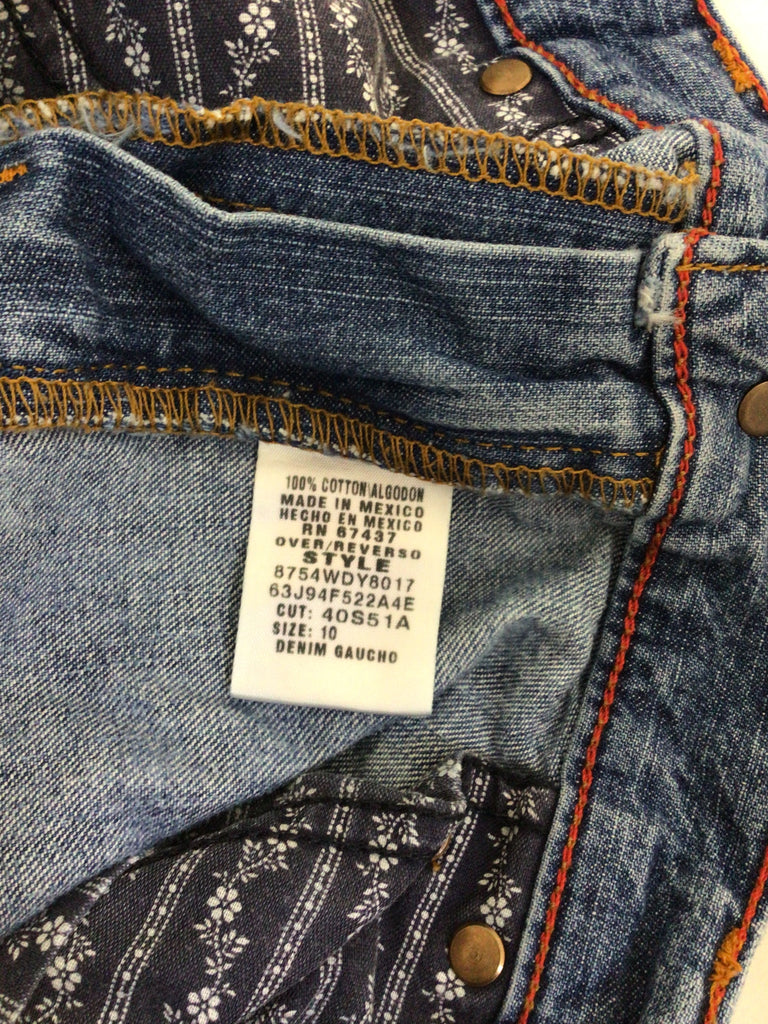 100% COTTON\ALGODON
MADE IN MEXICO
HECHO EN MEXICO
RN 67437
OVER/REVERSO
STYLE
8754WDY8017
63J94F522A4E
CUT: 40S51A
SIZE: 10
DENIM GAUCHO